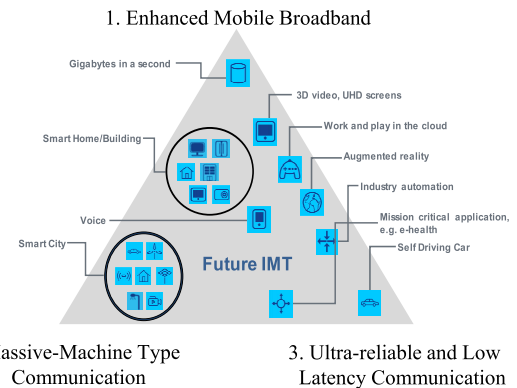 1. Enhanced Mobile Broadband
Gigabytes in a second
3D video, UHD screens
Smart Home/Building
Work and play in the cloud
Augmented reality
Industry automation
Voice
Mission critical application,
e.g. e-health
Smart City
Self Driving Car
Future IMT
assive-Machine Type
Communication
3. Ultra-reliable and Low
Latency Communication